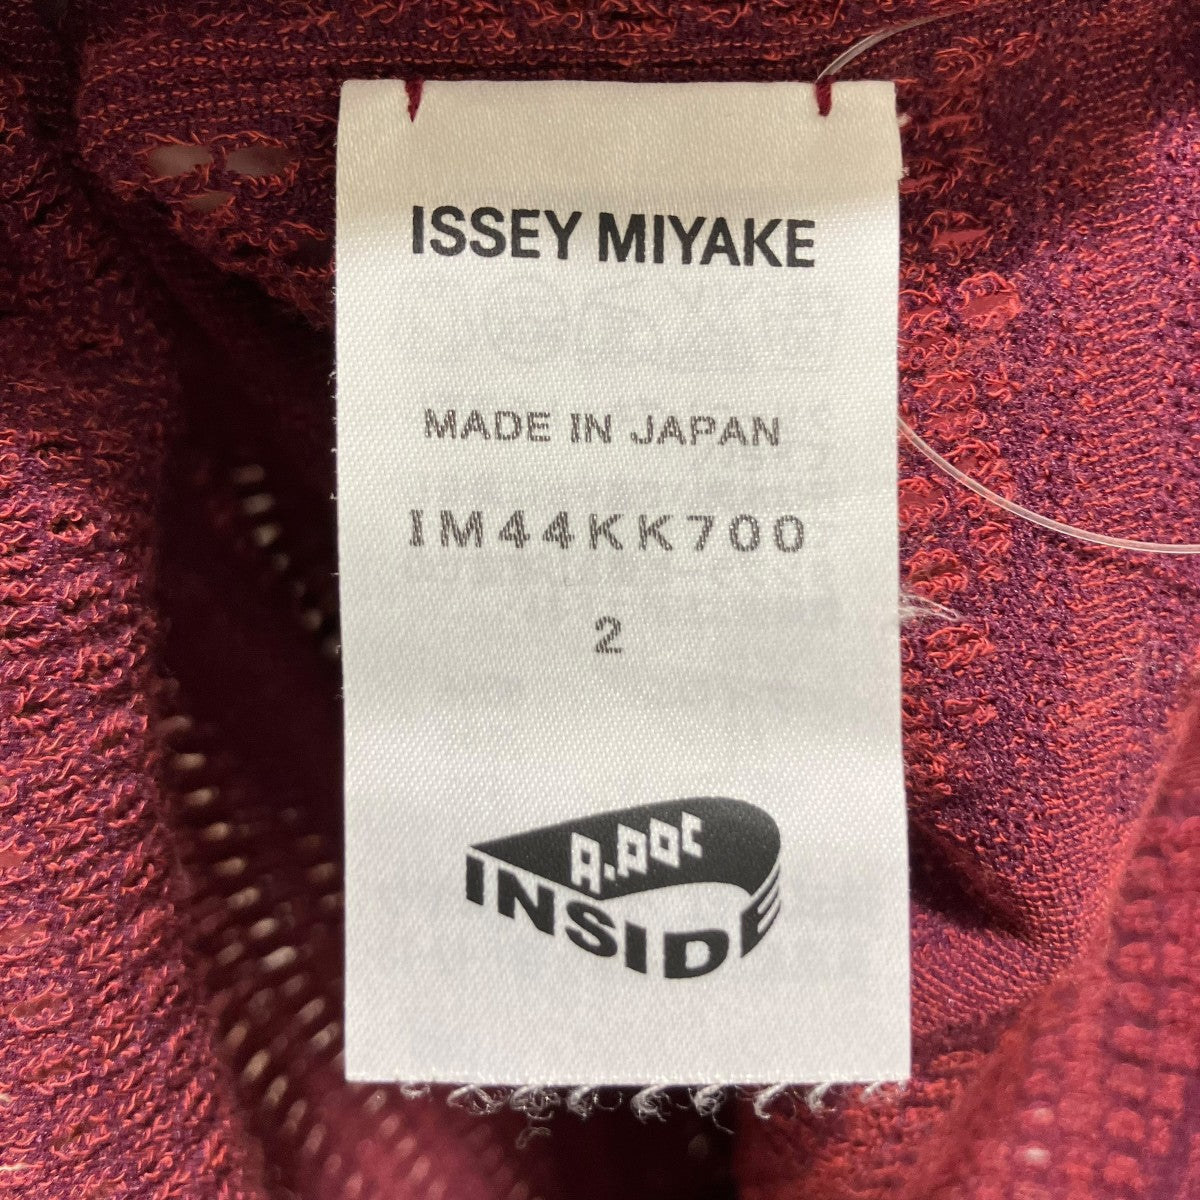 ISSEY MIYAKE
MADE IN JAPAN
IM44KK700
2
A.POC
INSIDE